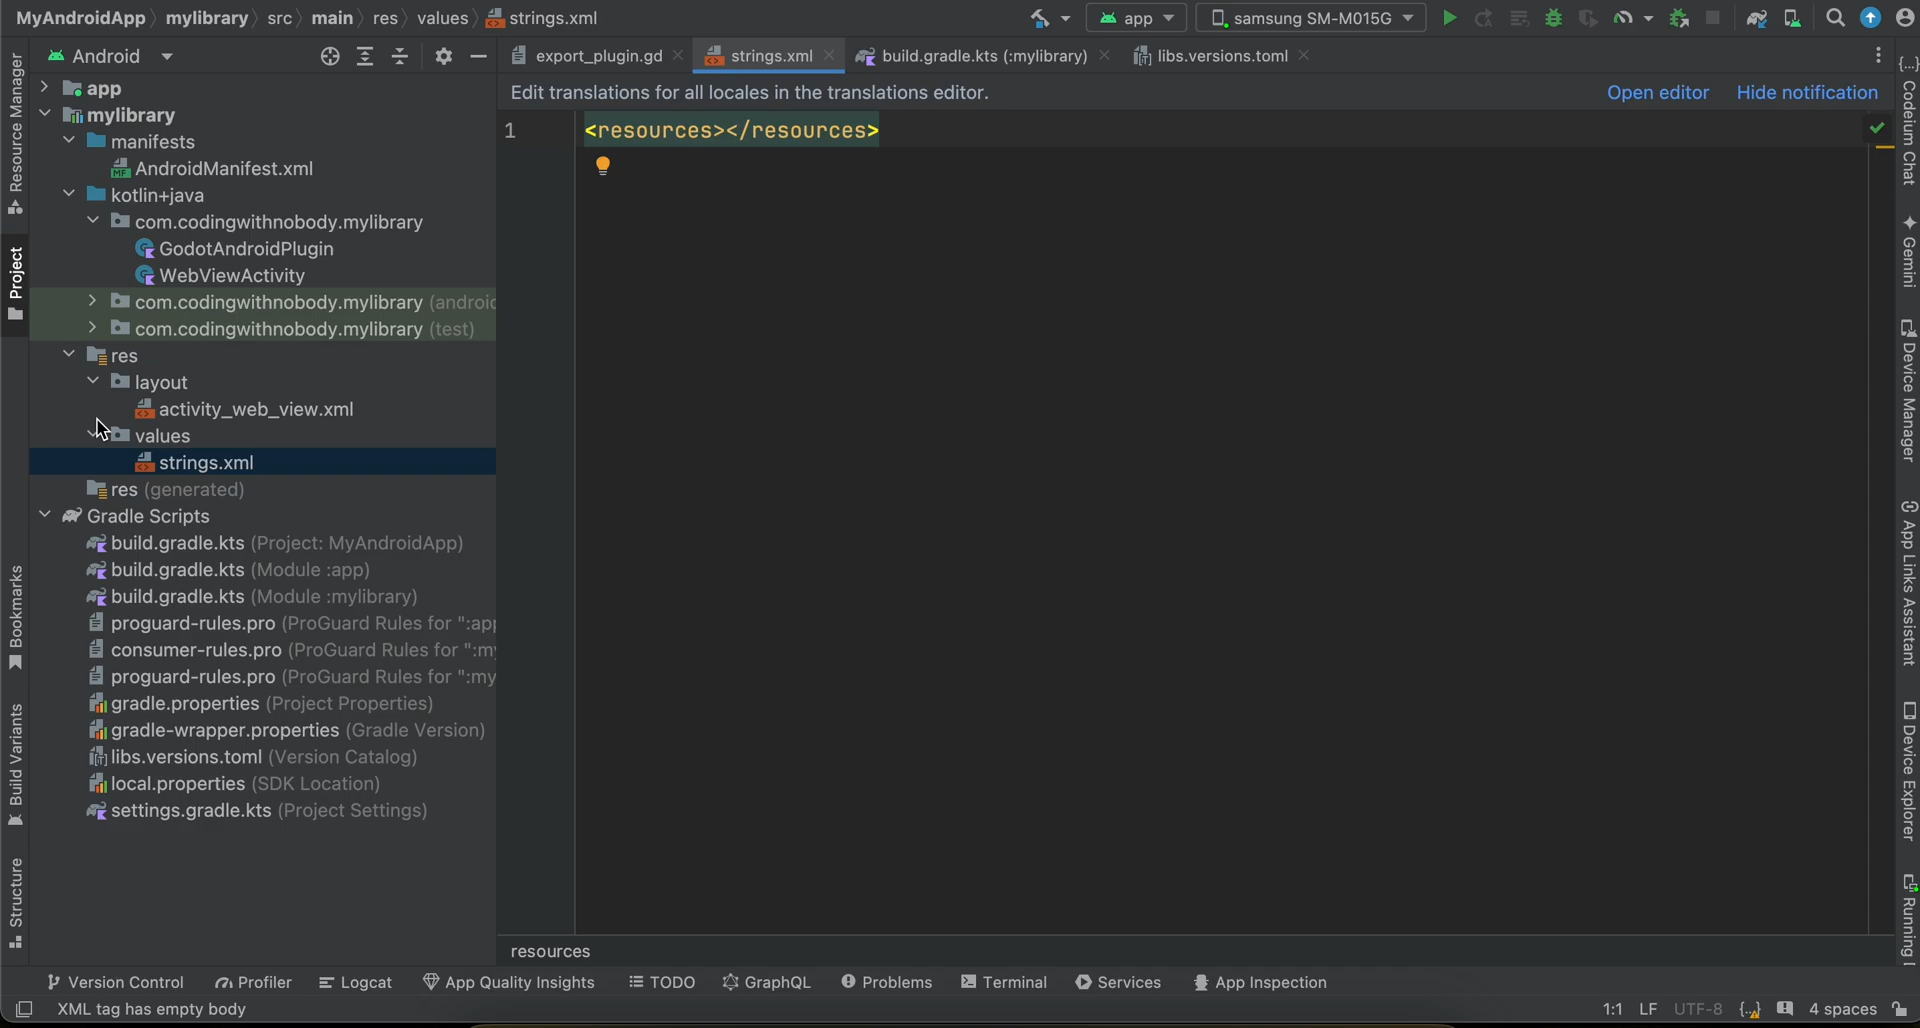 MyAndroidApp mylibrary src main res values strings.xml
app samsung SM-M015G
Android
export_plugin.gd strings.xml build.gradle.kts (:mylibrary) libs.versions.toml
Edit translations for all locales in the translations editor. Open editor Hide notification
1 <resources></resources>
app
mylibrary
manifests
AndroidManifest.xml
kotlin+java
com.codingwithnobody.mylibrary
GodotAndroidPlugin
WebViewActivity
com.codingwithnobody.mylibrary (android
com.codingwithnobody.mylibrary (test)
res
layout
activity_web_view.xml
values
strings.xml
res (generated)
Gradle Scripts
build.gradle.kts (Project: MyAndroidApp)
build.gradle.kts (Module :app)
build.gradle.kts (Module :mylibrary)
proguard-rules.pro (ProGuard Rules for ":app
consumer-rules.pro (ProGuard Rules for ":my
proguard-rules.pro (ProGuard Rules for ":my
gradle.properties (Project Properties)
gradle-wrapper.properties (Gradle Version)
libs.versions.toml (Version Catalog)
local.properties (SDK Location)
settings.gradle.kts (Project Settings)
Resource Manager
Project
Bookmarks
Build Variants
Structure
{...} Codeium Chat
Gemini
Device Manager
App Links Assistant
Device Explorer
Running
resources
Version Control Profiler Logcat App Quality Insights TODO GraphQL Problems Terminal Services App Inspection
XML tag has empty body 1:1 LF UTF-8 4 spaces